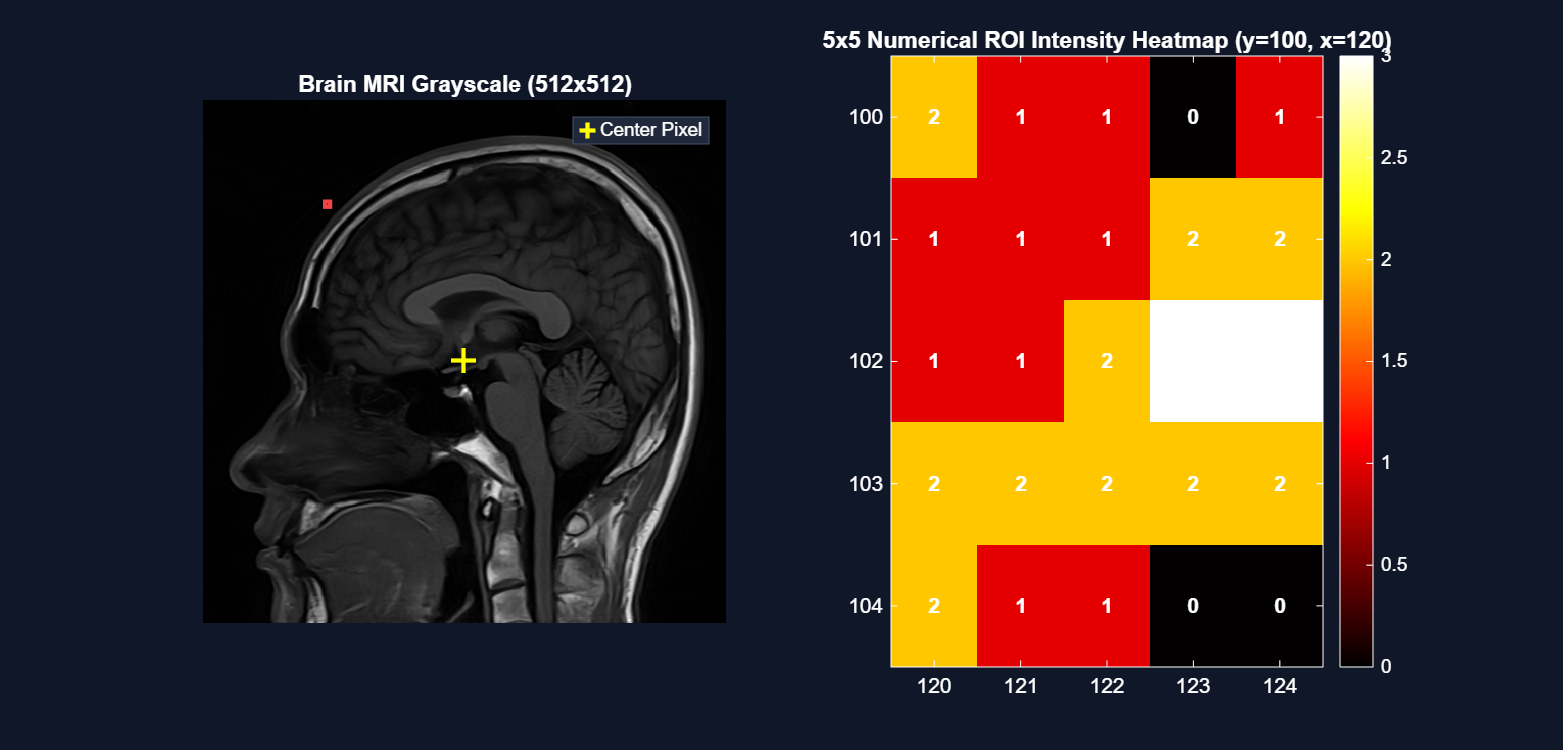 Brain MRI Grayscale (512x512)
Center Pixel
5x5 Numerical ROI Intensity Heatmap (y=100, x=120)
100 2 1 1 0 1
101 1 1 1 2 2
102 1 1 2
103 2 2 2 2 2
104 2 1 1 0 0
120 121 122 123 124
3
2.5
2
1.5
1
0.5
0